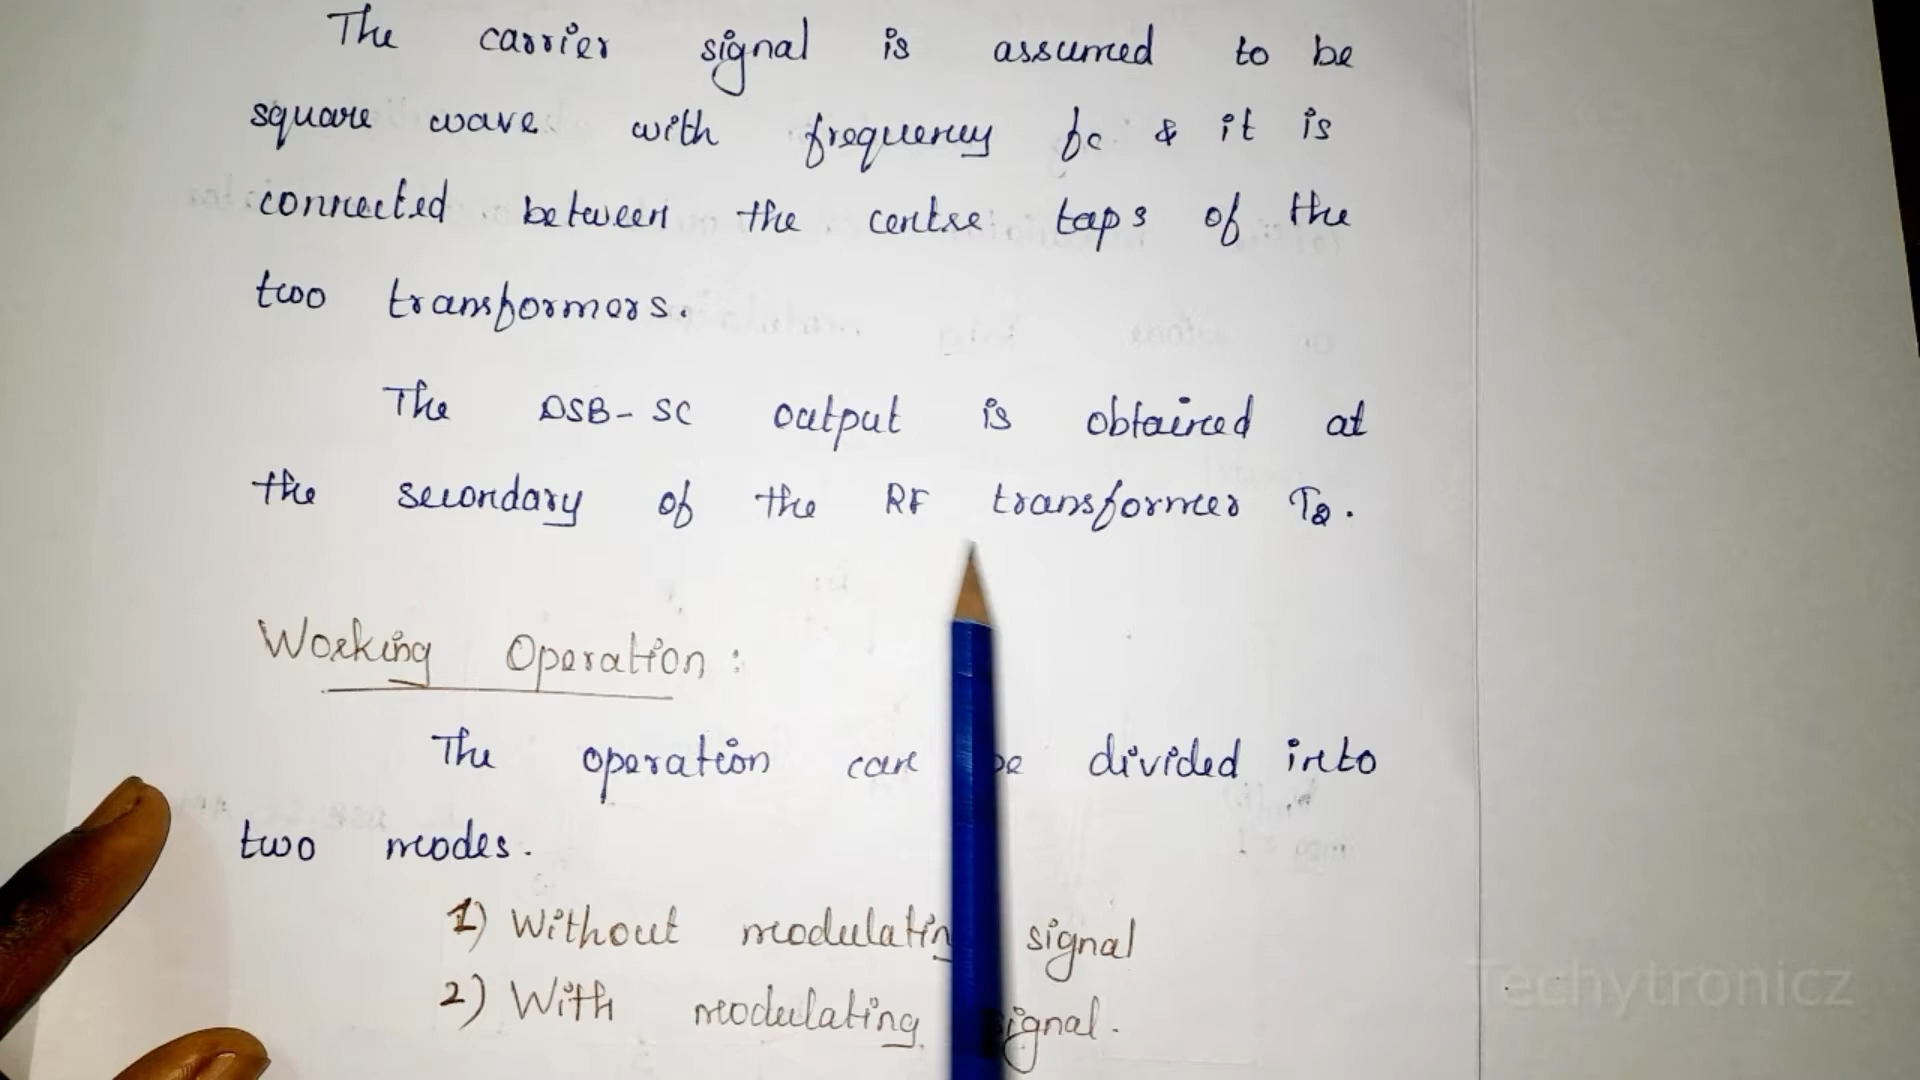 The carrier signal is assumed to be
square wave with frequency fc & it is
connected between the centre taps of the
two transformers.
The DSB-SC output is obtained at
the secondary of the RF transformer T2.
Working Operation:
The operation can be divided into
two modes.
1) Without modulating signal
2) With modulating signal.
Techytronicz